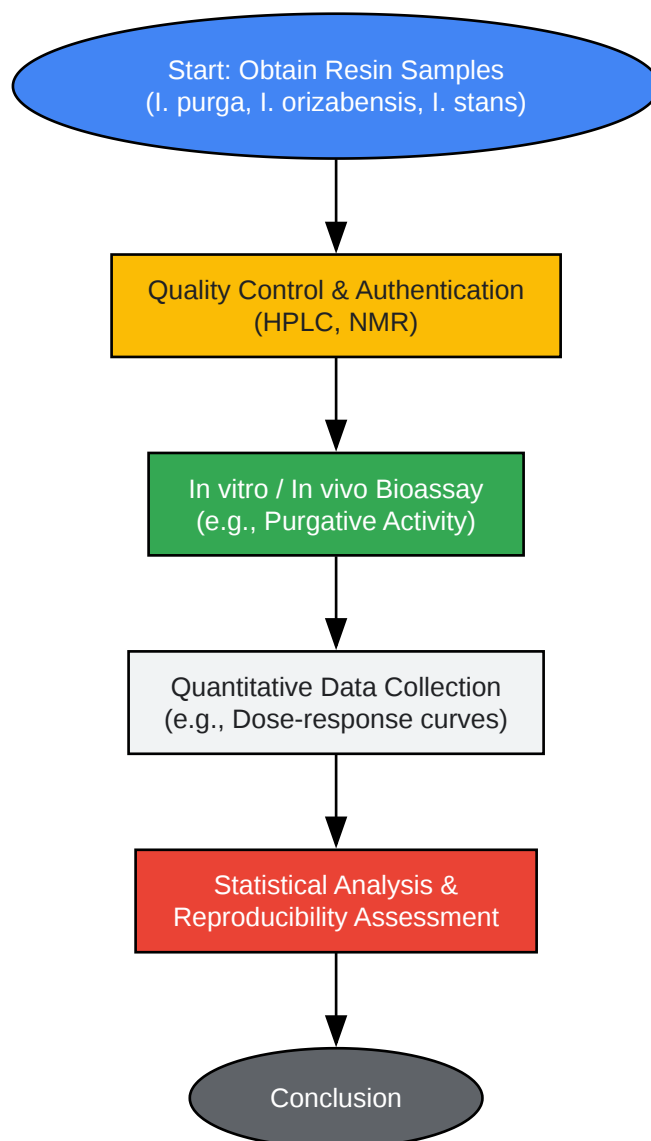 Start: Obtain Resin Samples
(I. purga, I. orizabensis, I. stans)
Quality Control & Authentication
(HPLC, NMR)
In vitro / In vivo Bioassay
(e.g., Purgative Activity)
Quantitative Data Collection
(e.g., Dose-response curves)
Statistical Analysis &
Reproducibility Assessment
Conclusion